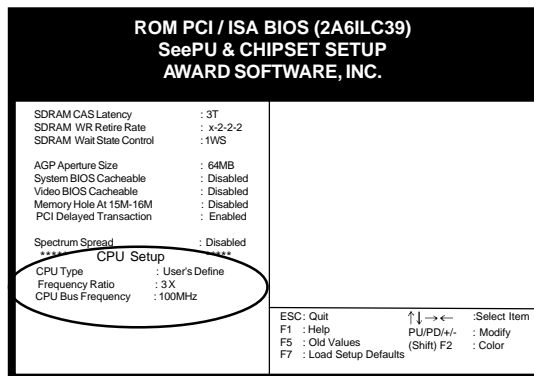 ROM PCI / ISA BIOS (2A6ILC39)
SeePU & CHIPSET SETUP
AWARD SOFTWARE, INC.
SDRAM CAS Latency : 3T
SDRAM WR Retire Rate : x-2-2-2
SDRAM Wait State Control : 1WS
AGP Aperture Size : 64MB
System BIOS Cacheable : Disabled
Video BIOS Cacheable : Disabled
Memory Hole At 15M-16M : Disabled
PCI Delayed Transaction : Enabled
Spectrum Spread : Disabled
***** CPU Setup *****
CPU Type : User's Define
Frequency Ratio : 3 X
CPU Bus Frequency : 100MHz
ESC : Quit ↑↓→← :Select Item
F1 : Help PU/PD/+/- : Modify
F5 : Old Values (Shift) F2 : Color
F7 : Load Setup Defaults